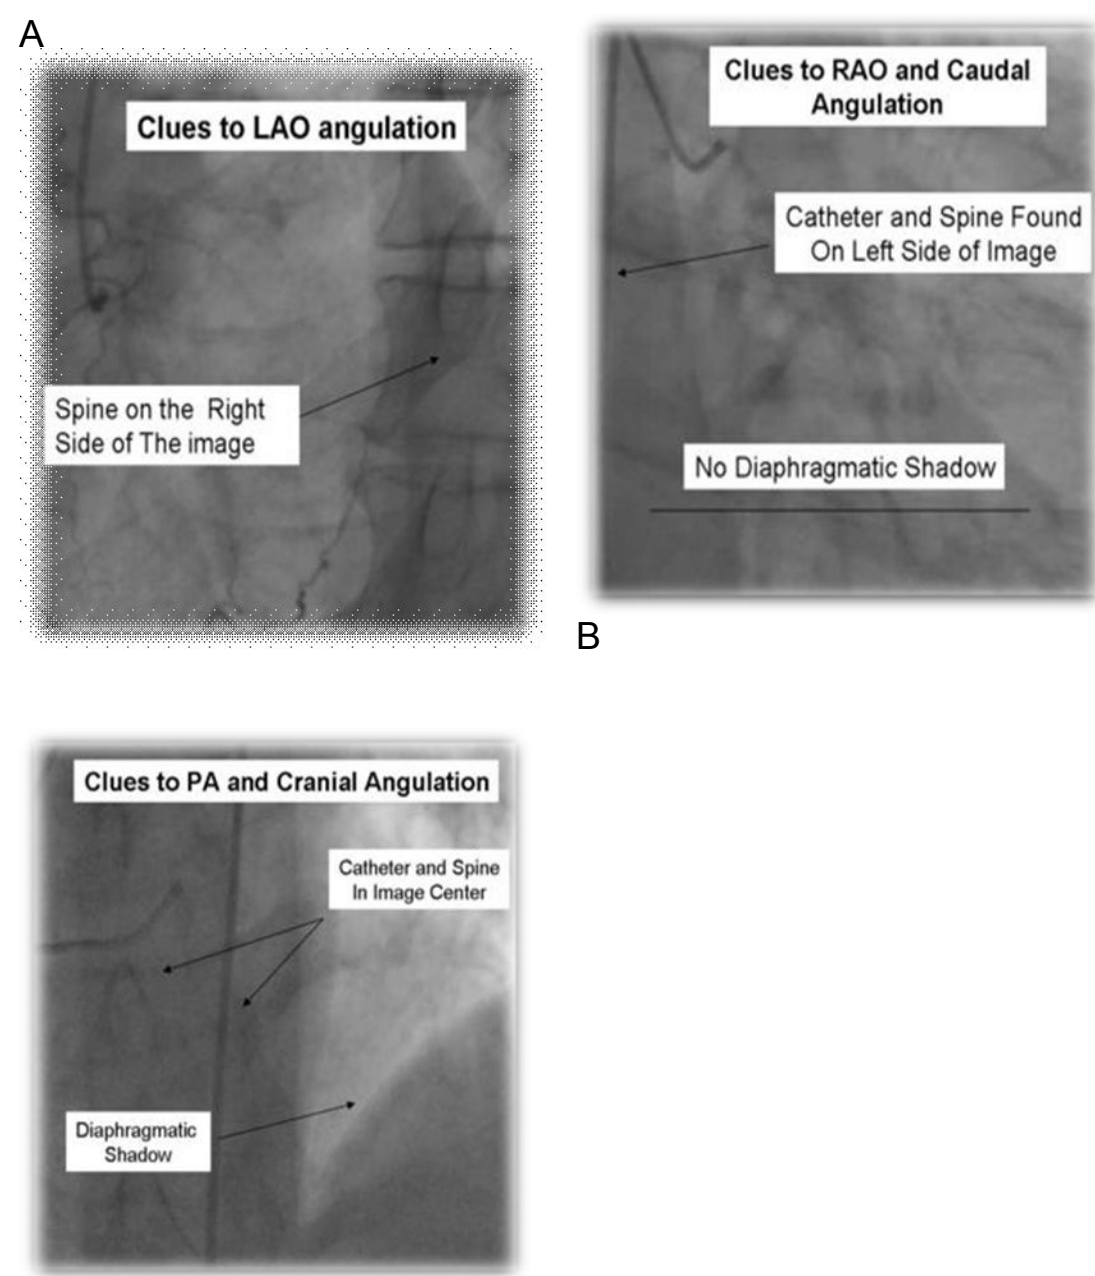 A
Clues to LAO angulation
Spine on the Right
Side of The image
Clues to RAO and Caudal
Angulation
Catheter and Spine Found
On Left Side of Image
No Diaphragmatic Shadow
B
Clues to PA and Cranial Angulation
Catheter and Spine
In Image Center
Diaphragmatic
Shadow